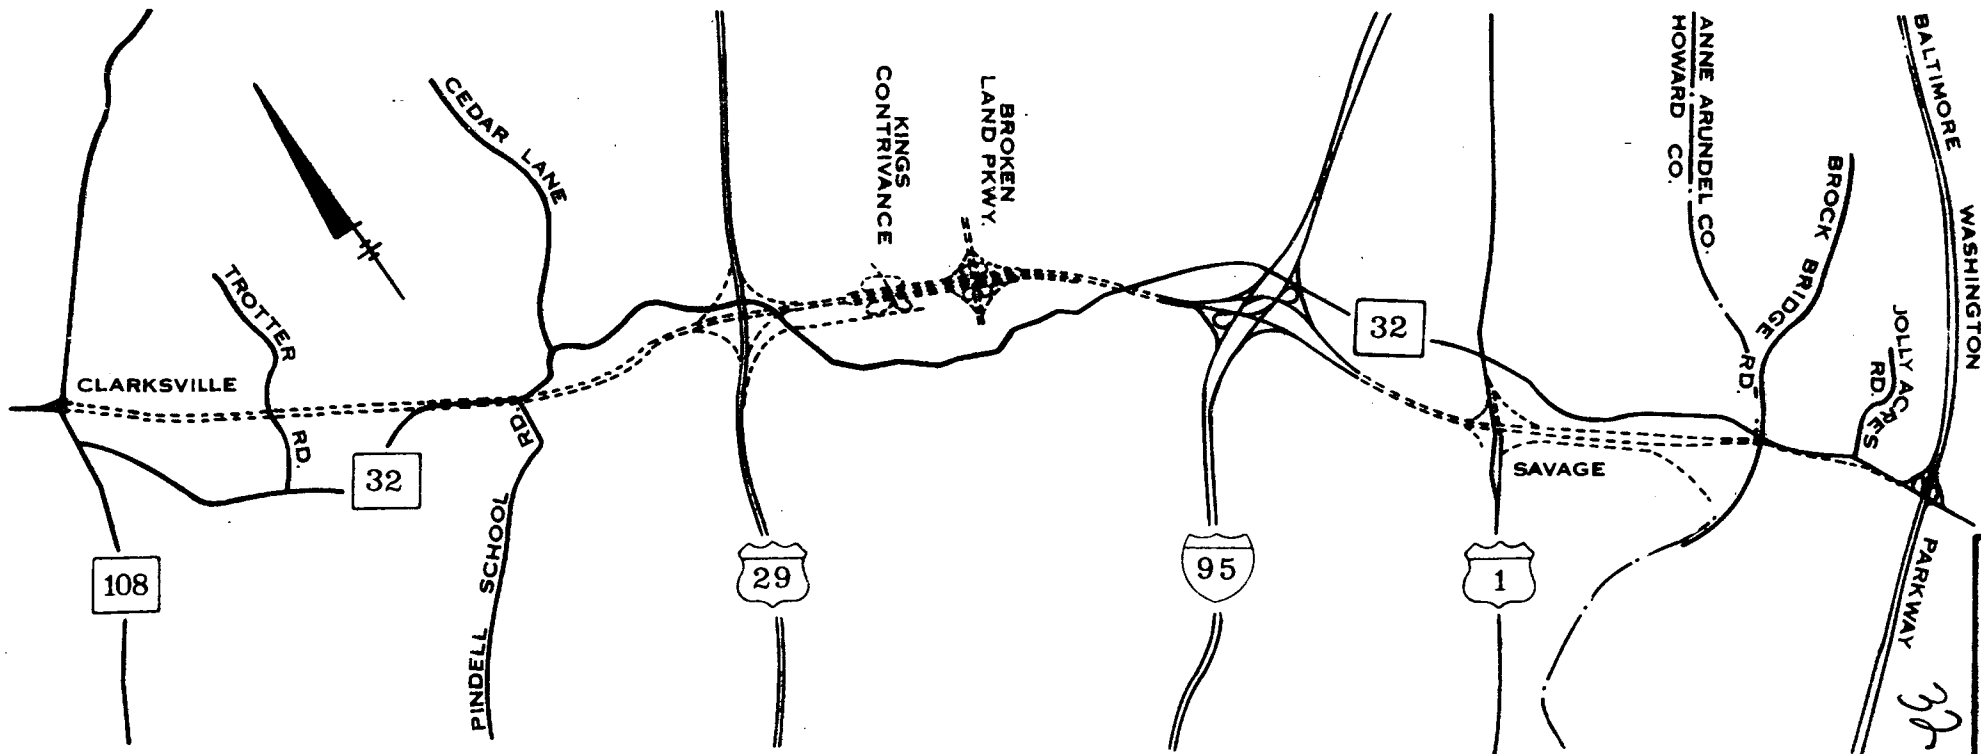 CLARKSVILLE
108
TROTTER
RD.
32
CEDAR LANE
RD.
PINDELL SCHOOL
29
KINGS
CONTRIVANCE
BROKEN
LAND PKWY.
95
32
1
SAVAGE
ANNE ARUNDEL CO.
HOWARD CO.
BROCK BRIDGE
RD.
JOLLY ACRES
RD.
BALTIMORE
WASHINGTON
PARKWAY
32